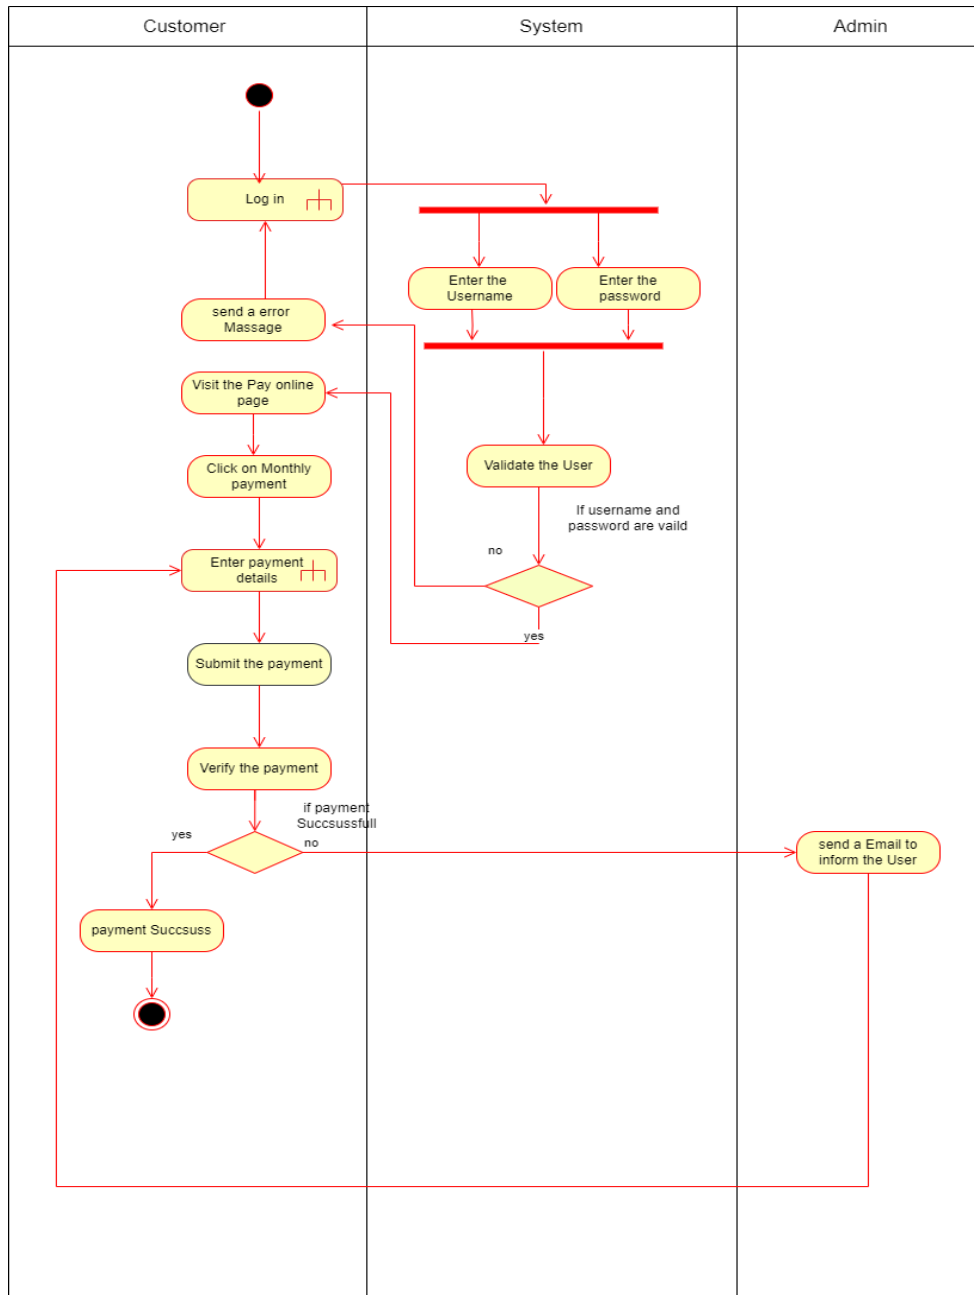 Customer
System
Admin
Log in
Enter the
Username
Enter the
password
send a error
Massage
Visit the Pay online
page
Click on Monthly
payment
Validate the User
If username and
password are vaild
no
yes
Enter payment
details
Submit the payment
Verify the payment
if payment
Succsussfull
yes
no
send a Email to
inform the User
payment Succsuss